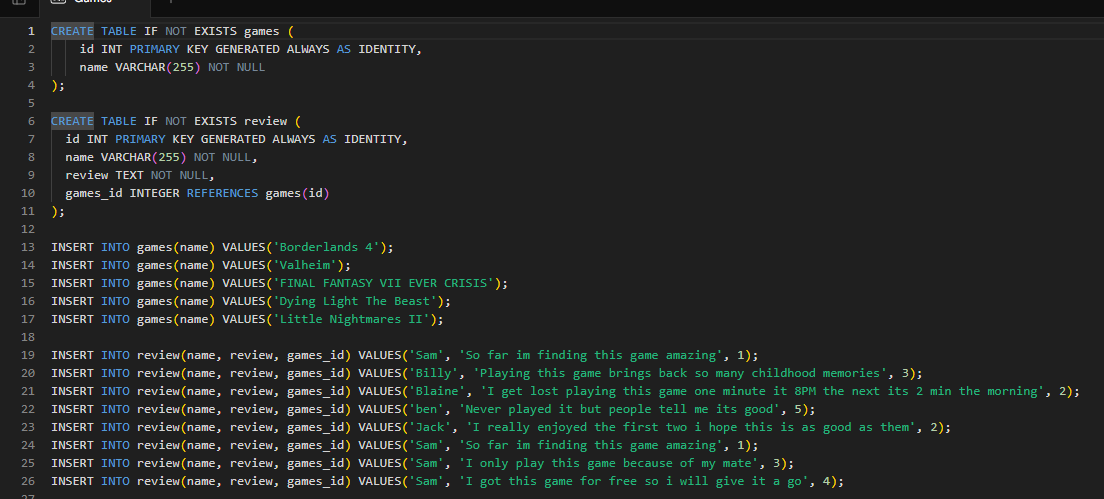 Games
1 CREATE TABLE IF NOT EXISTS games (
2 id INT PRIMARY KEY GENERATED ALWAYS AS IDENTITY,
3 name VARCHAR(255) NOT NULL
4 );
5
6 CREATE TABLE IF NOT EXISTS review (
7 id INT PRIMARY KEY GENERATED ALWAYS AS IDENTITY,
8 name VARCHAR(255) NOT NULL,
9 review TEXT NOT NULL,
10 games_id INTEGER REFERENCES games(id)
11 );
12
13 INSERT INTO games(name) VALUES('Borderlands 4');
14 INSERT INTO games(name) VALUES('Valheim');
15 INSERT INTO games(name) VALUES('FINAL FANTASY VII EVER CRISIS');
16 INSERT INTO games(name) VALUES('Dying Light The Beast');
17 INSERT INTO games(name) VALUES('Little Nightmares II');
18
19 INSERT INTO review(name, review, games_id) VALUES('Sam', 'So far im finding this game amazing', 1);
20 INSERT INTO review(name, review, games_id) VALUES('Billy', 'Playing this game brings back so many childhood memories', 3);
21 INSERT INTO review(name, review, games_id) VALUES('Blaine', 'I get lost playing this game one minute it 8PM the next its 2 min the morning', 2);
22 INSERT INTO review(name, review, games_id) VALUES('ben', 'Never played it but people tell me its good', 5);
23 INSERT INTO review(name, review, games_id) VALUES('Jack', 'I really enjoyed the first two i hope this is as good as them', 2);
24 INSERT INTO review(name, review, games_id) VALUES('Sam', 'So far im finding this game amazing', 1);
25 INSERT INTO review(name, review, games_id) VALUES('Sam', 'I only play this game because of my mate', 3);
26 INSERT INTO review(name, review, games_id) VALUES('Sam', 'I got this game for free so i will give it a go', 4);
27